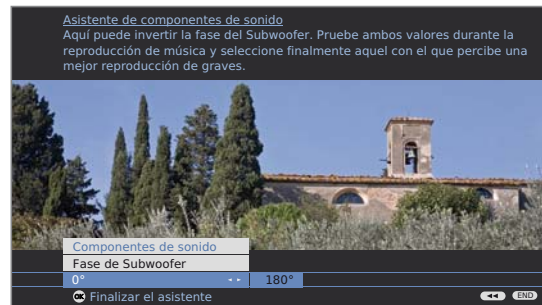 Asistente de componentes de sonido
Aquí puede invertir la fase del Subwoofer. Pruebe ambos valores durante la
reproducción de música y seleccione finalmente aquel con el que percibe una
mejor reproducción de graves.
Componentes de sonido
Fase de Subwoofer
0° 180°
OK Finalizar el asistente END